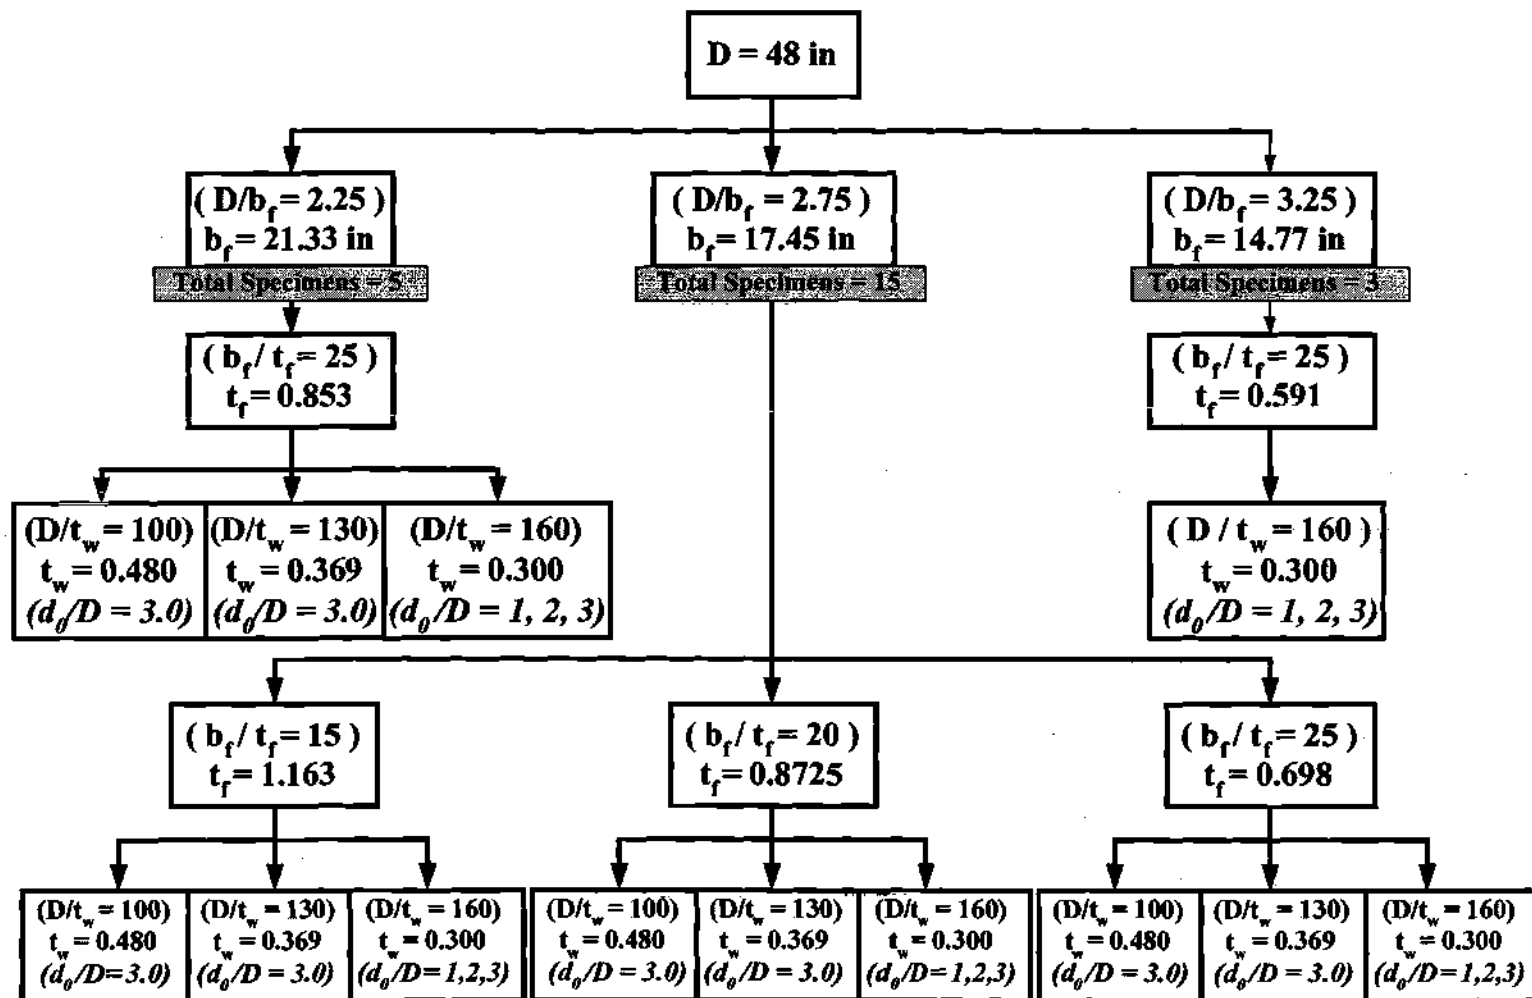 D = 48 in
( D/b_f = 2.25 )
b_f = 21.33 in
Total Specimens = 5
( D/b_f = 2.75 )
b_f = 17.45 in
Total Specimens = 15
( D/b_f = 3.25 )
b_f = 14.77 in
Total Specimens = 3
( b_f / t_f = 25 )
t_f = 0.853
( b_f / t_f = 25 )
t_f = 0.591
(D/t_w = 100)
t_w = 0.480
(d_0/D = 3.0)
(D/t_w = 130)
t_w = 0.369
(d_0/D = 3.0)
(D/t_w = 160)
t_w = 0.300
(d_0/D = 1, 2, 3)
(D / t_w = 160 )
t_w = 0.300
(d_0/D = 1, 2, 3)
( b_f / t_f = 15 )
t_f = 1.163
( b_f / t_f = 20 )
t_f = 0.8725
( b_f / t_f = 25 )
t_f = 0.698
(D/t_w = 100)
t_w = 0.480
(d_0/D=3.0)
(D/t_w = 130)
t_w = 0.369
(d_0/D = 3.0)
(D/t_w = 160)
t_w = 0.300
(d_0/D=1,2,3)
(D/t_w = 100)
t_w = 0.480
(d_0/D = 3.0)
(D/t_w = 130)
t_w = 0.369
(d_0/D = 3.0)
(D/t_w = 160)
t_w = 0.300
(d_0/D=1,2,3)
(D/t_w = 100)
t_w = 0.480
(d_0/D = 3.0)
(D/t_w = 130)
t_w = 0.369
(d_0/D = 3.0)
(D/t_w = 160)
t_w = 0.300
(d_0/D=1,2,3)